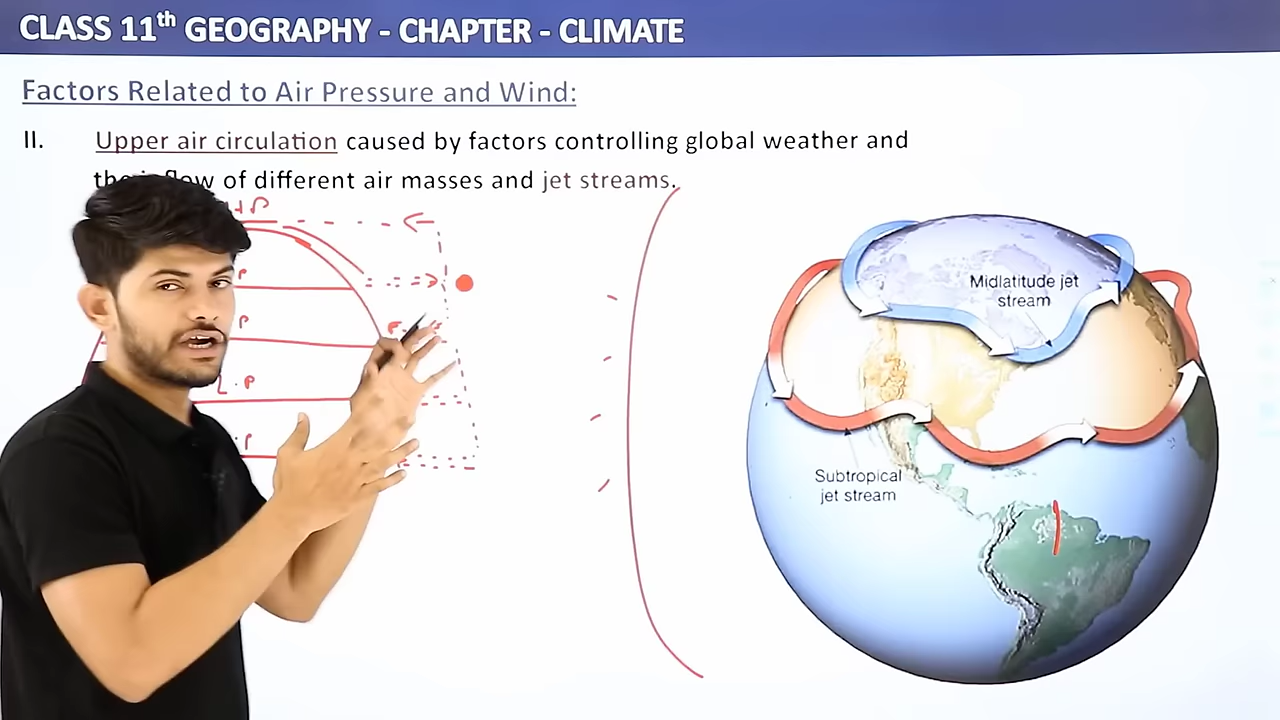 CLASS 11th GEOGRAPHY - CHAPTER - CLIMATE
Factors Related to Air Pressure and Wind:
II. Upper air circulation caused by factors controlling global weather and
of different air masses and jet streams.
P
P
P
L.P
.P
Midlatitude jet
stream
Subtropical
jet stream